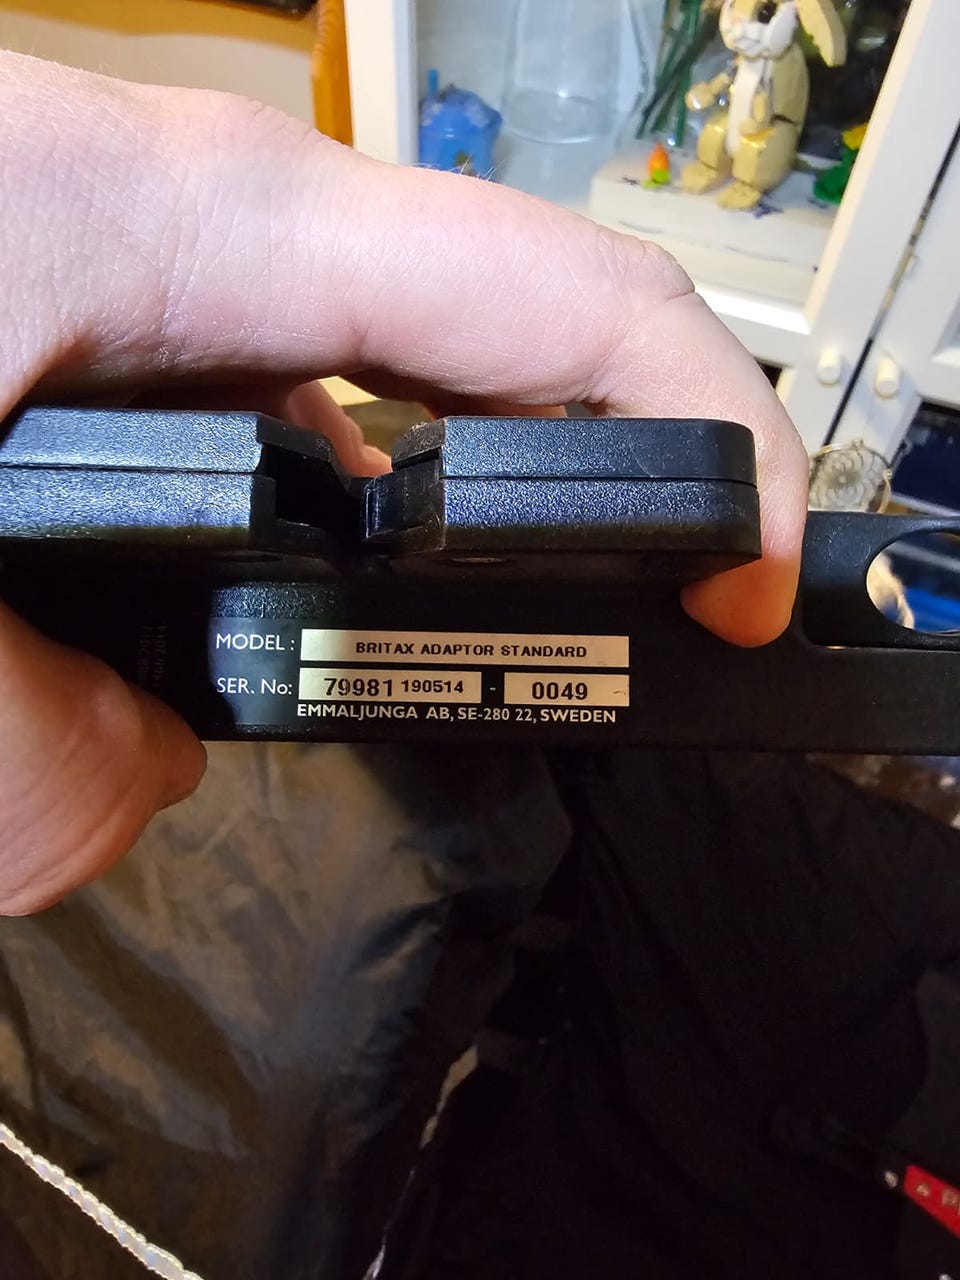 MODEL: BRITAX ADAPTOR STANDARD
SER. No: 79981 190514 - 0049
EMMALJUNGA AB, SE-280 22, SWEDEN